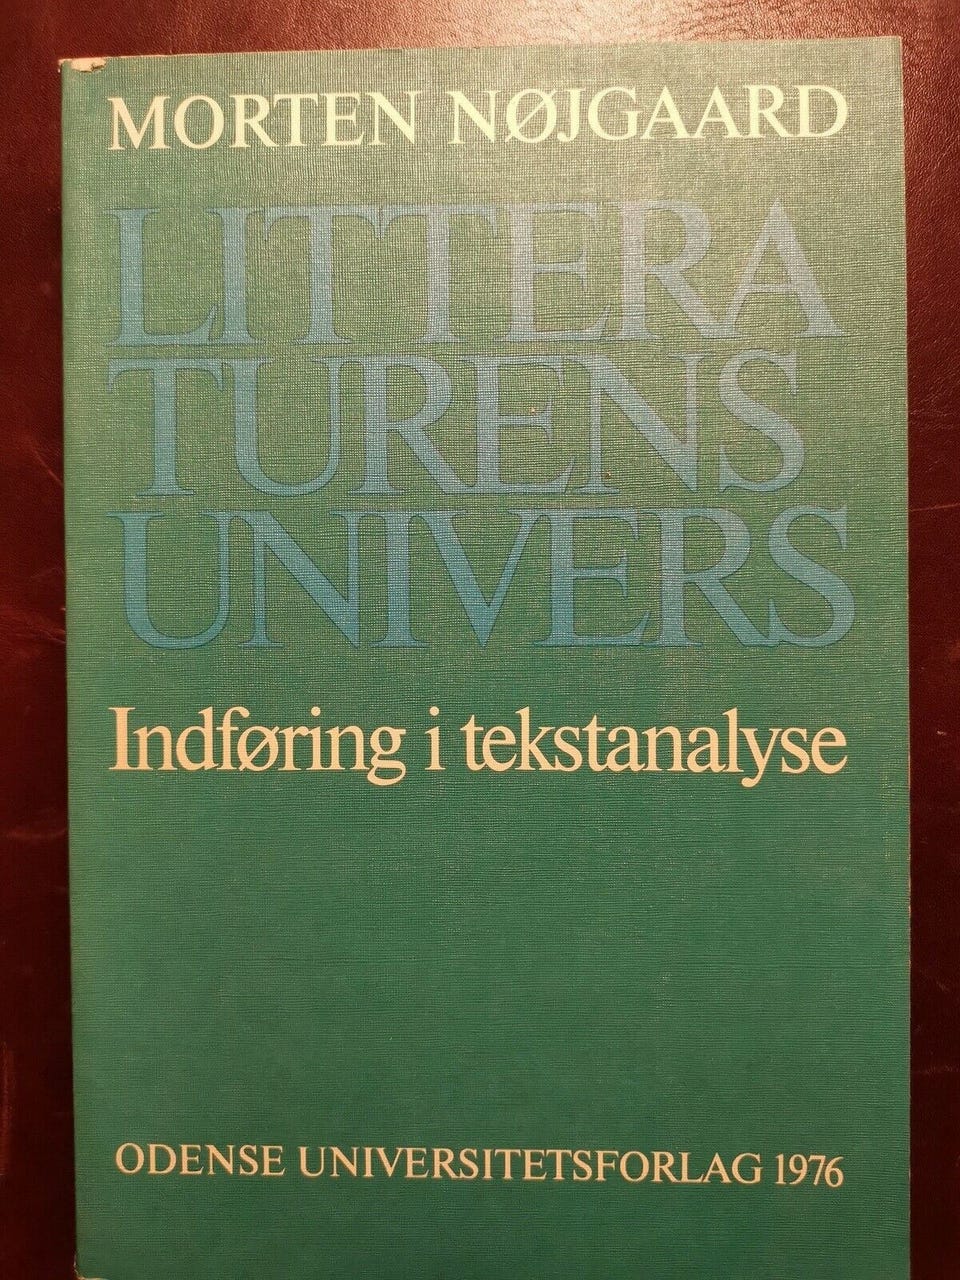 MORTEN NØJGAARD
LITTERA
TURENS
UNIVERS
Indføring i tekstanalyse
ODENSE UNIVERSITETSFORLAG 1976